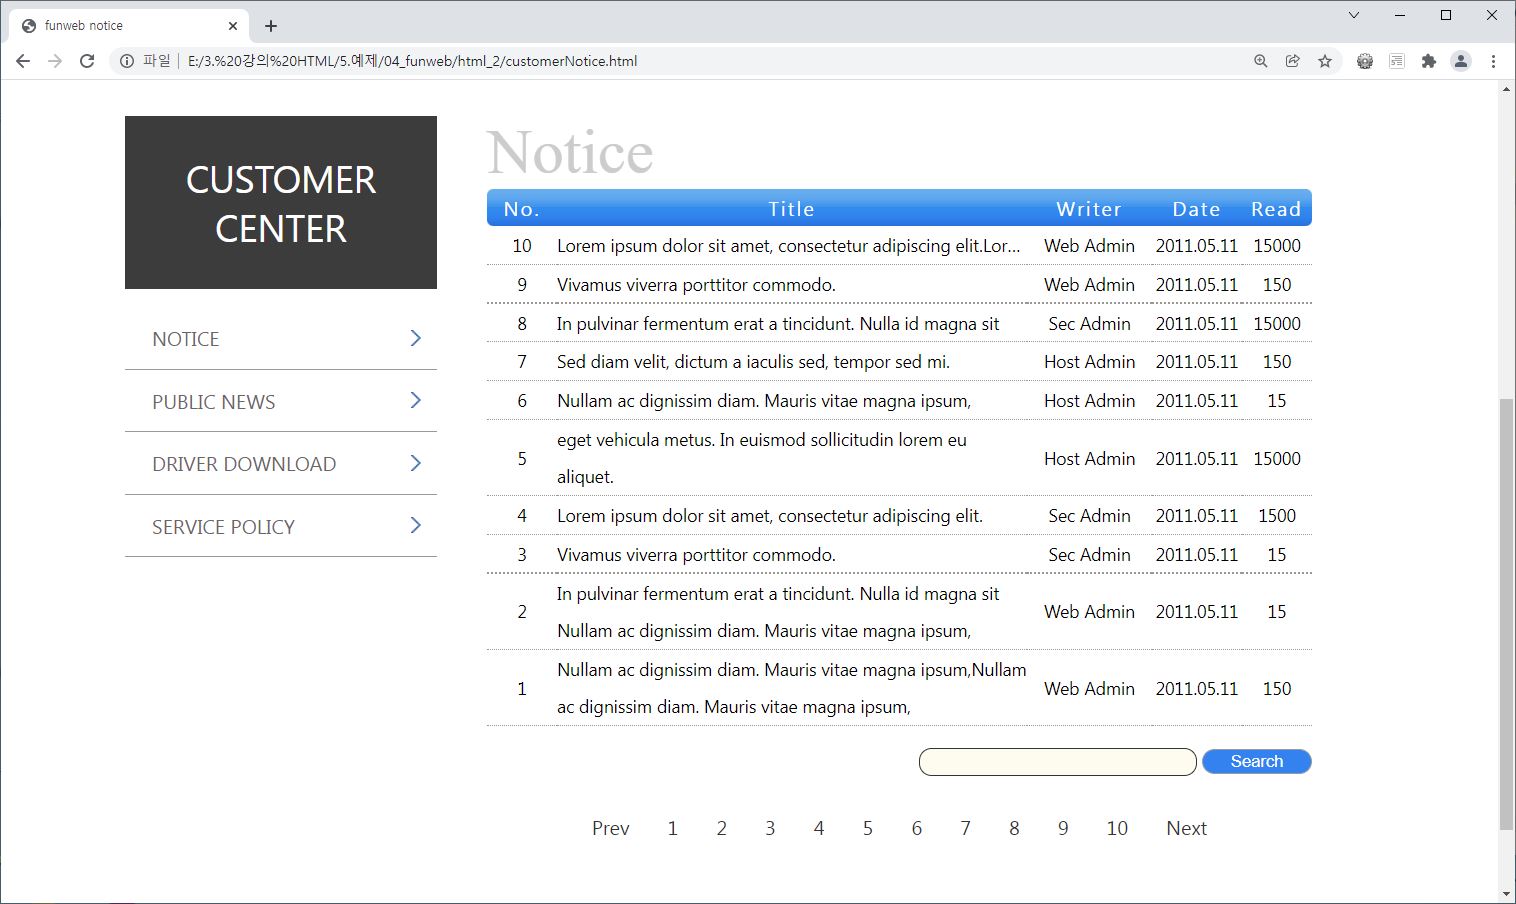 funweb notice
파일 | E:/3.%20강의%20HTML/5.예제/04_funweb/html_2/customerNotice.html
CUSTOMER
CENTER
NOTICE
PUBLIC NEWS
DRIVER DOWNLOAD
SERVICE POLICY
Notice
No. Title Writer Date Read
10 Lorem ipsum dolor sit amet, consectetur adipiscing elit.Lor... Web Admin 2011.05.11 15000
9 Vivamus viverra porttitor commodo. Web Admin 2011.05.11 150
8 In pulvinar fermentum erat a tincidunt. Nulla id magna sit Sec Admin 2011.05.11 15000
7 Sed diam velit, dictum a iaculis sed, tempor sed mi. Host Admin 2011.05.11 150
6 Nullam ac dignissim diam. Mauris vitae magna ipsum, Host Admin 2011.05.11 15
eget vehicula metus. In euismod sollicitudin lorem eu
5 Host Admin 2011.05.11 15000
aliquet.
4 Lorem ipsum dolor sit amet, consectetur adipiscing elit. Sec Admin 2011.05.11 1500
3 Vivamus viverra porttitor commodo. Sec Admin 2011.05.11 15
In pulvinar fermentum erat a tincidunt. Nulla id magna sit
2 Web Admin 2011.05.11 15
Nullam ac dignissim diam. Mauris vitae magna ipsum,
Nullam ac dignissim diam. Mauris vitae magna ipsum,Nullam
1 Web Admin 2011.05.11 150
ac dignissim diam. Mauris vitae magna ipsum,
Search
Prev 1 2 3 4 5 6 7 8 9 10 Next